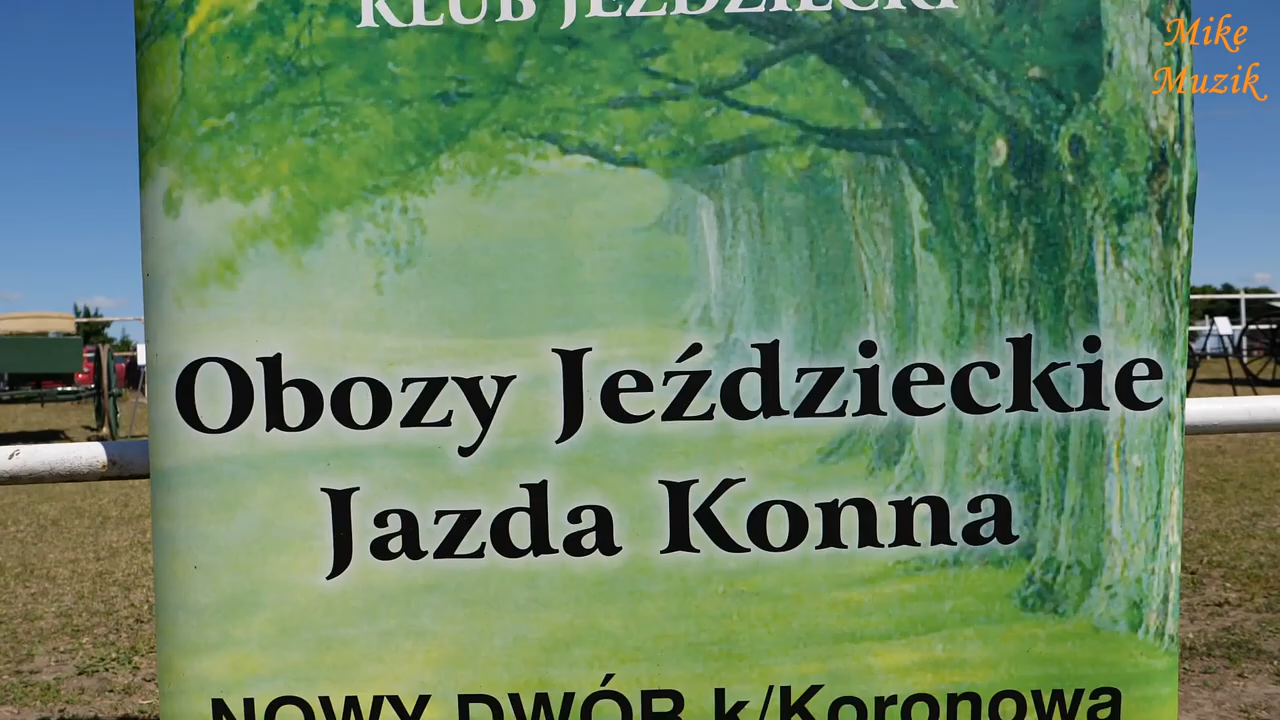 KLUB JEŹDZIECKI
Mike
Muzik
Obozy Jeździeckie
Jazda Konna
NOWY DWÓR k/Koronowa